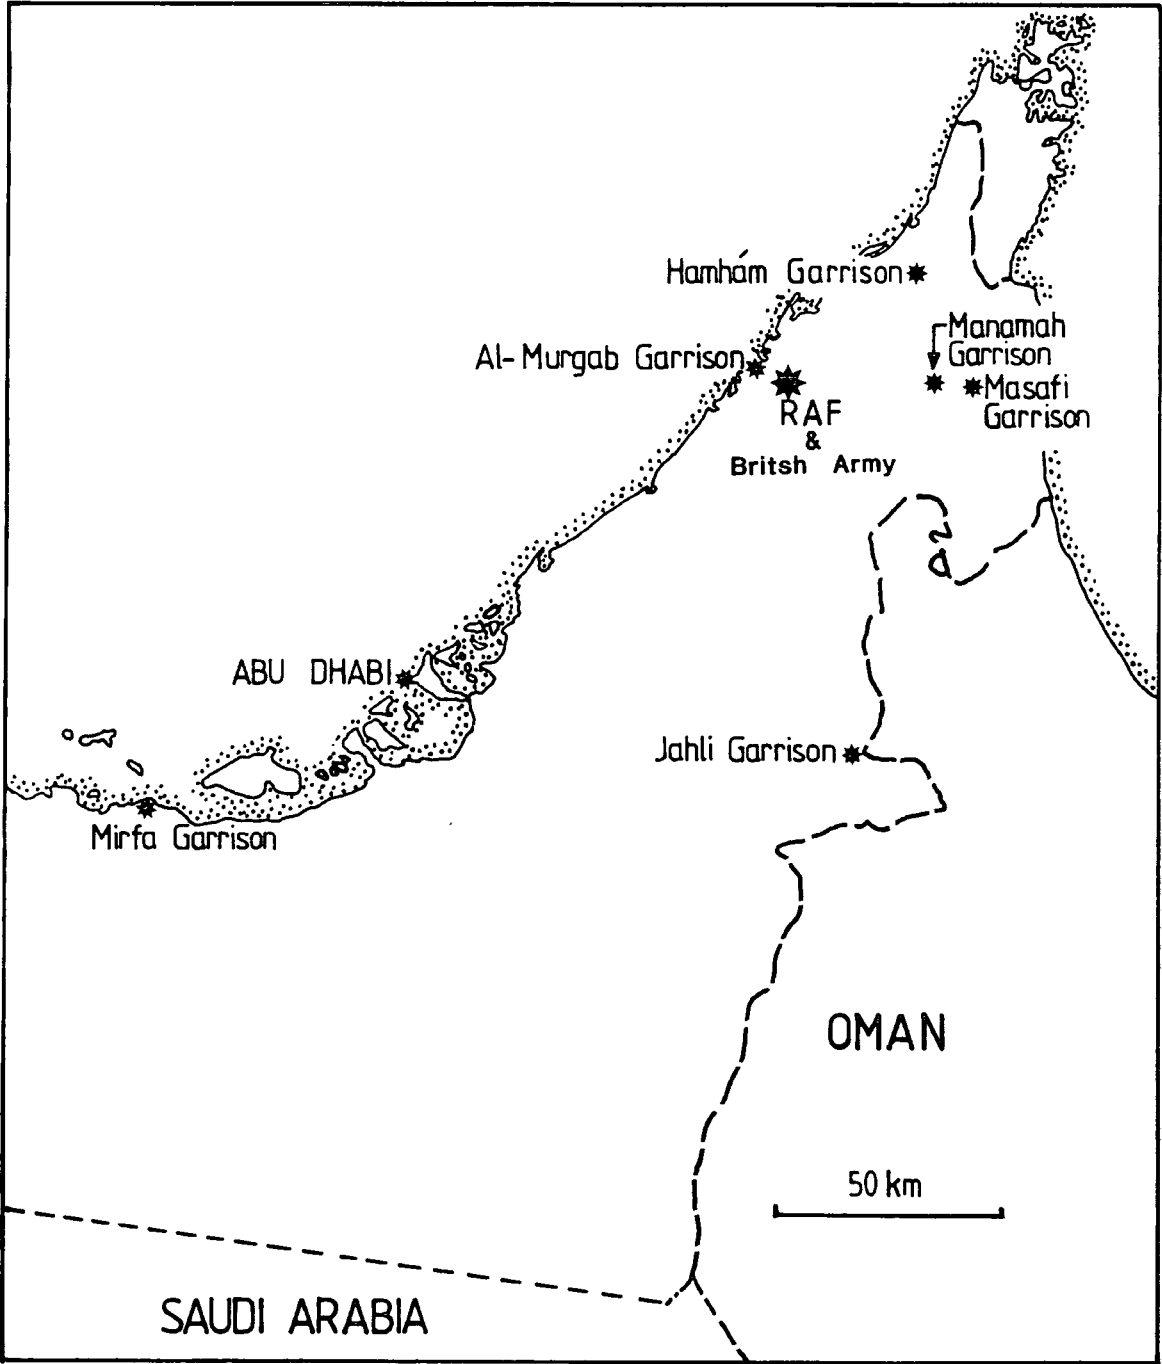 Hamhám Garrison
Manamah
Garrison
Al-Murgab Garrison
Masafi
Garrison
RAF
&
Britsh Army
ABU DHABI
Jahli Garrison
Mirfa Garrison
OMAN
50 km
SAUDI ARABIA